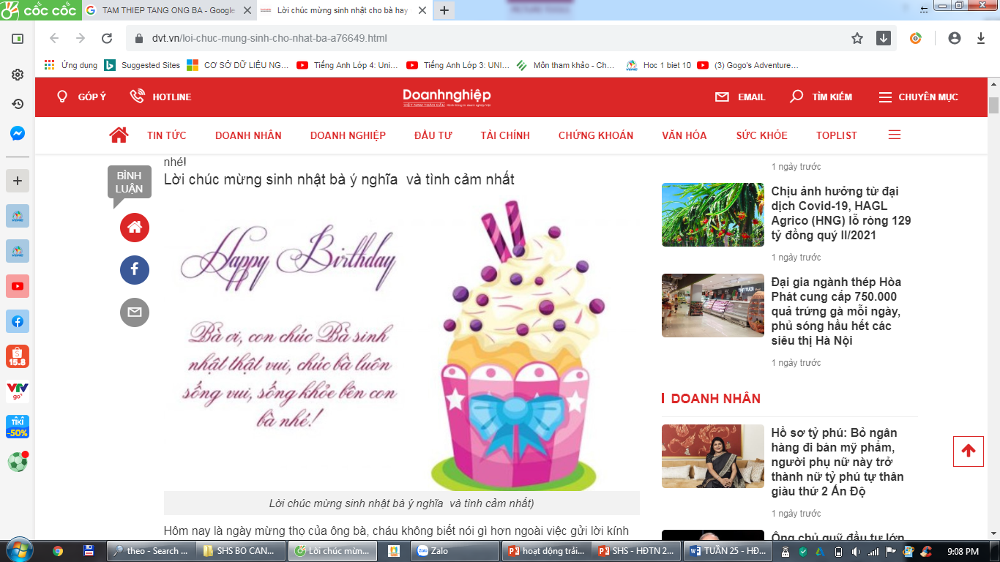 cốc cốc
TAM THIEP TANG ONG BA - Google
Lời chúc mừng sinh nhật cho bà hay
dvt.vn/loi-chuc-mung-sinh-cho-nhat-ba-a76649.html
Ứng dụng
Suggested Sites
CƠ SỞ DỮ LIỆU NG...
Tiếng Anh Lớp 4: Uni...
Tiếng Anh Lớp 3: UNI...
Môn tham khảo - Ch...
Hoc 1 biet 10
(3) Gogo's Adventure...
GÓP Ý
HOTLINE
Doanhnghiệp
VIỆT NAM TOÀN CẦU
EMAIL
TÌM KIẾM
CHUYÊN MỤC
TIN TỨC
DOANH NHÂN
DOANH NGHIỆP
ĐẦU TƯ
TÀI CHÍNH
CHỨNG KHOÁN
VĂN HÓA
SỨC KHỎE
TOPLIST
BÌNH
LUẬN
nhé!
Lời chúc mừng sinh nhật bà ý nghĩa  và tình cảm nhất
Happy Birthday
Bà ơi, con chúc Bà sinh
nhật thật vui, chúc bà luôn
sống vui, sống khỏe bên con
bà nhé!
Lời chúc mừng sinh nhật bà ý nghĩa  và tình cảm nhất)
Hôm nay là ngày mừng thọ của ông bà, cháu không biết nói gì hơn ngoài việc gửi lời kính
1 ngày trước
Chịu ảnh hưởng từ đại
dịch Covid-19, HAGL
Agrico (HNG) lỗ ròng 129
tỷ đồng quý II/2021
1 ngày trước
Đại gia ngành thép Hòa
Phát cung cấp 750.000
quả trứng gà mỗi ngày,
phủ sóng hầu hết các
siêu thị Hà Nội
1 ngày trước
DOANH NHÂN
Hồ sơ tỷ phú: Bỏ ngân
hàng đi bán mỹ phẩm,
người phụ nữ này trở
thành nữ tỷ phú tự thân
giàu thứ 2 Ấn Độ
1 ngày trước
Ông chủ quỹ đầu tư lớn
15.8
VTV
go
TIKI
-50%
theo - Search ...
SHS BO CAN...
Lời chúc mừn...
Zalo
hoạt động trải...
SHS - HĐTN 2...
TUẦN 25 - HĐ...
9:08 PM